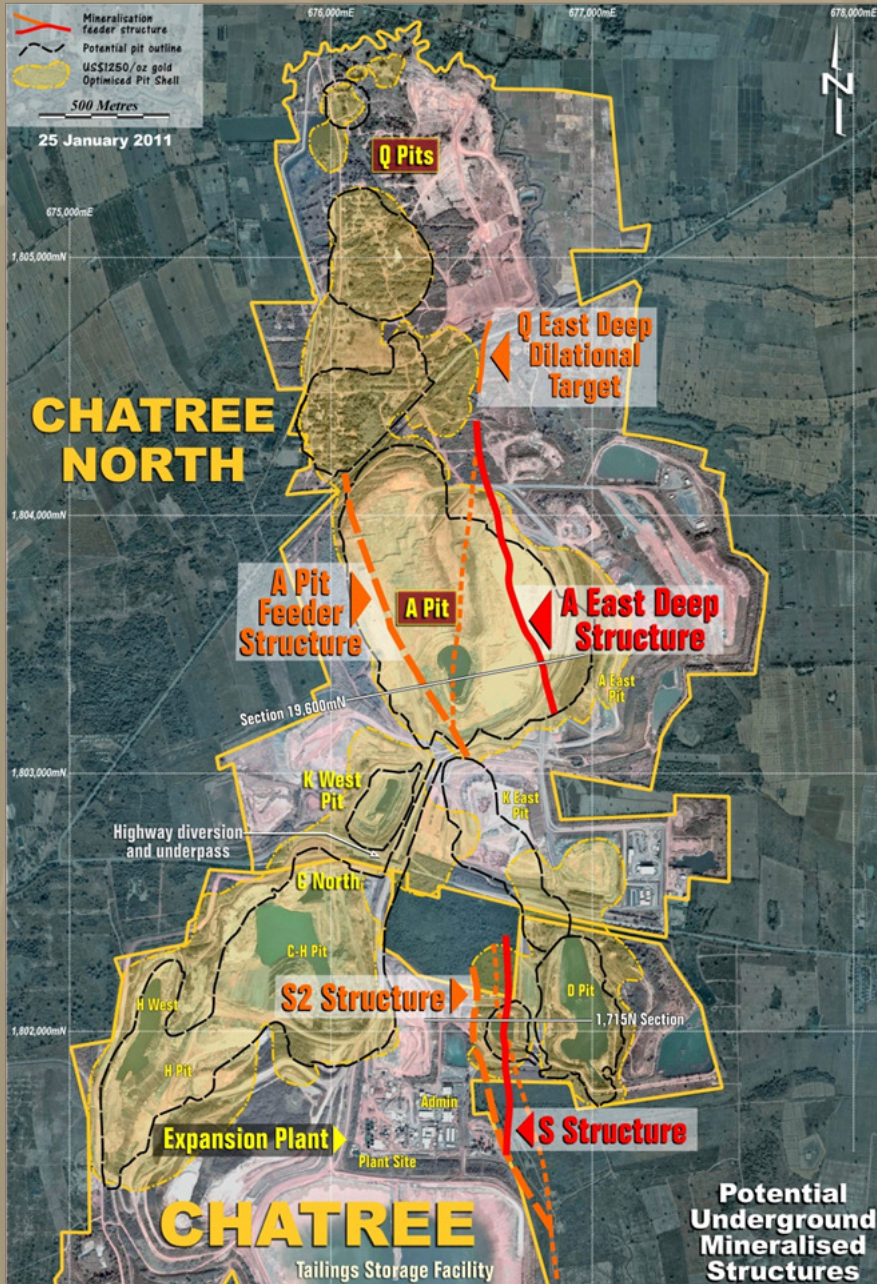 Mineralisation
feeder structure
Potential pit outline
US$1250/oz gold
Optimised Pit Shell
500 Metres
25 January 2011
676,000mE
677,000mE
678,000mE
N
Q Pits
675,000mE
1,805,000mN
Q East Deep
Dilational
Target
CHATREE
NORTH
1,804,000mN
A Pit
Feeder
Structure
A Pit
A East Deep
Structure
A East
Pit
Section 19,600mN
1,803,000mN
K West
Pit
K East
Pit
Highway diversion
and underpass
C North
C-H Pit
H West
S2 Structure
D Pit
1,715N Section
1,802,000mN
H Pit
Admin
Expansion Plant
S Structure
Plant Site
CHATREE
Tailings Storage Facility
Potential
Underground
Mineralised
Structures